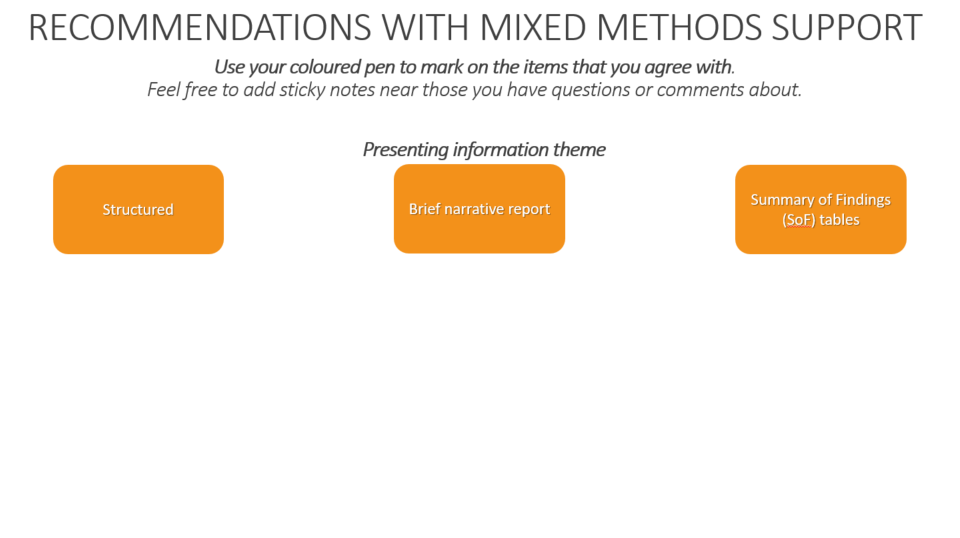 RECOMMENDATIONS WITH MIXED METHODS SUPPORT
Use your coloured pen to mark on the items that you agree with.
Feel free to add sticky notes near those you have questions or comments about.
Presenting information theme
Structured
Brief narrative report
Summary of Findings
(SoF) tables